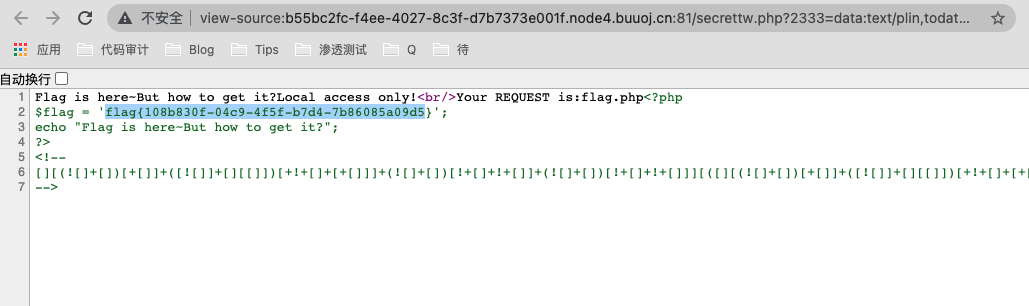 不安全 | view-source:b55bc2fc-f4ee-4027-8c3f-d7b7373e001f.node4.buuoj.cn:81/secrettw.php?2333=data:text/plin,todat...
应用 代码审计 Blog Tips 渗透测试 Q 待
自动换行
1 Flag is here~But how to get it?Local access only!<br/>Your REQUEST is:flag.php<?php
2 $flag = 'flag{108b830f-04c9-4f5f-b7d4-7b86085a09d5}';
3 echo "Flag is here~But how to get it?";
4 ?>
5 <!--
6 [][(![]+[])[+[]]+([![]]+[][[]])[+!+[]+[+[]]]+(![]+[])[!+[]+!+[]]+(![]+[])[!+[]+!+[]]][([][(![]+[])[+[]]+([![]]+[][[]])[+!+[]+[+[
7 -->